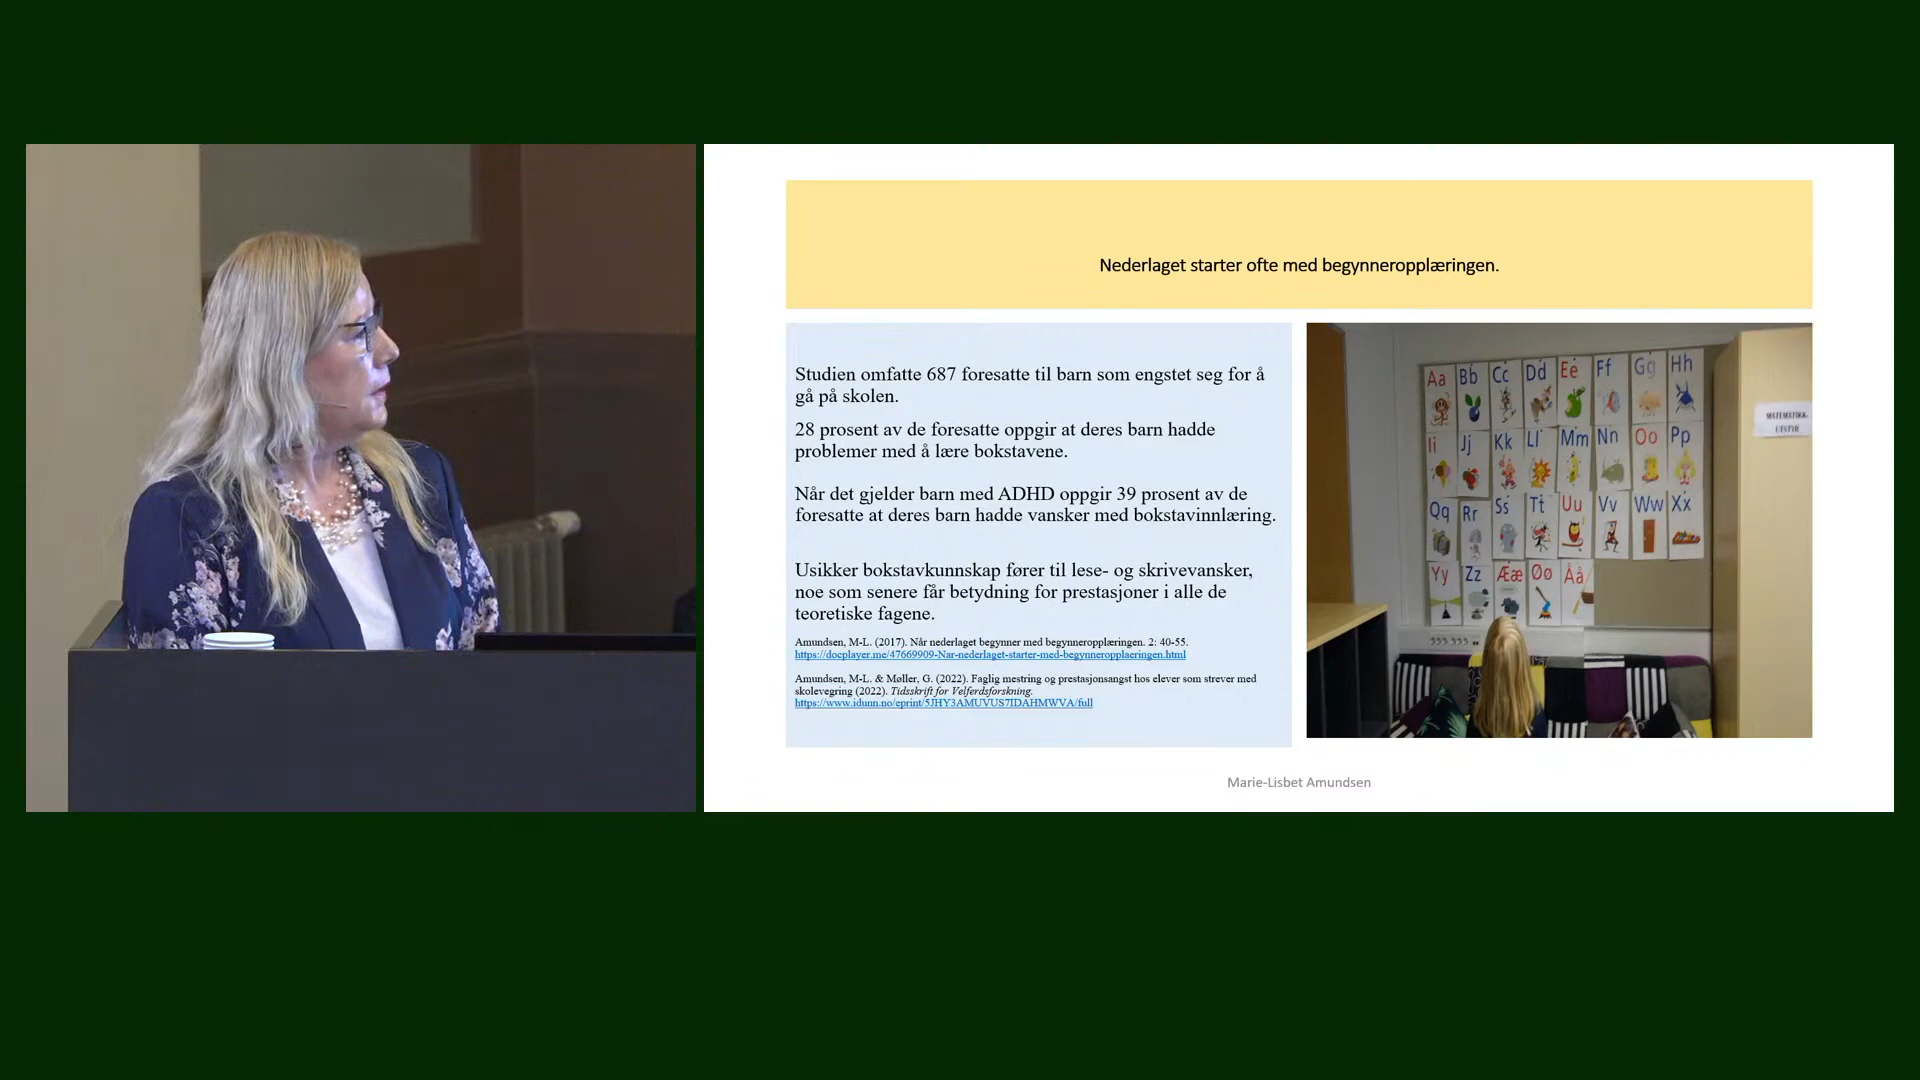 Nederlaget starter ofte med begynneropplæringen.
Studien omfatte 687 foresatte til barn som engstet seg for å
gå på skolen.
28 prosent av de foresatte oppgir at deres barn hadde
problemer med å lære bokstavene.
Når det gjelder barn med ADHD oppgir 39 prosent av de
foresatte at deres barn hadde vansker med bokstavinnlæring.
Usikker bokstavkunnskap fører til lese- og skrivevansker,
noe som senere får betydning for prestasjoner i alle de
teoretiske fagene.
Amundsen, M-L. (2017). Når nederlaget begynner med begynneropplæringen. 2: 40-55.
https://docplayer.me/47669909-Nar-nederlaget-starter-med-begynneropplaeringen.html
Amundsen, M-L. & Møller, G. (2022). Faglig mestring og prestasjonsangst hos elever som strever med
skolevegring (2022). Tidsskrift for Velferdsforskning.
https://www.idunn.no/eprint/5JHY3AMUVUS7IDAHMWVA/full
Aa Bb Cc Dd Ee Ff Gg Hh
Ii Jj Kk Ll Mm Nn Oo Pp
Qq Rr Ss Tt Uu Vv Ww Xx
Yy Zz Ææ Øø Åå
MATEMATIKK-
UTSTYR
Marie-Lisbet Amundsen